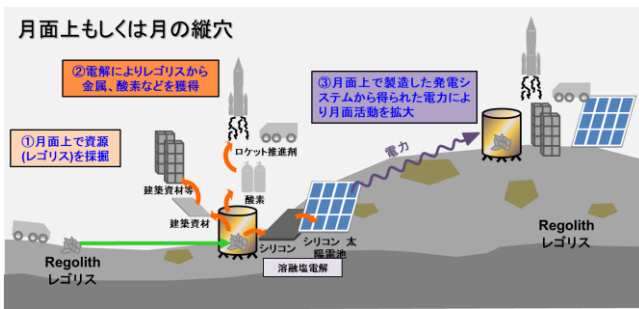 月面上もしくは月の縦穴
②電解によりレゴリスから
金属、酸素などを獲得
③月面上で製造した発電シ
ステムから得られた電力によ
り月面活動を拡大
①月面上で資源
(レゴリス)を採掘
ロケット推進剤
電力
建築資材等
酸素
建築資材
シリコン
シリコン 太
陽電池
溶融塩電解
Regolith
レゴリス
Regolith
レゴリス